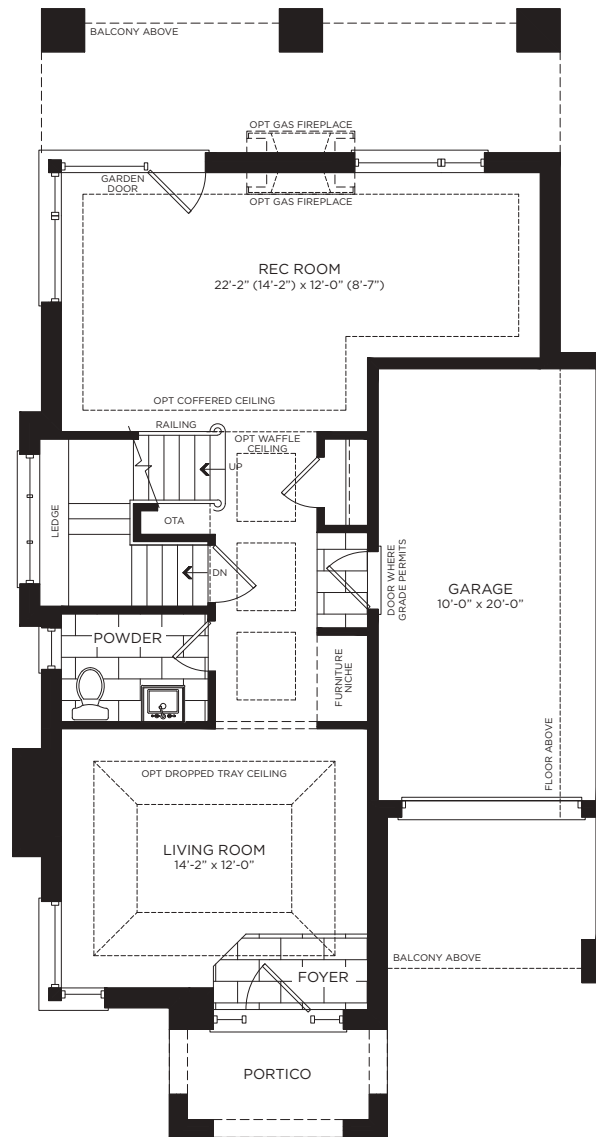 BALCONY ABOVE
OPT GAS FIREPLACE
GARDEN
DOOR
OPT GAS FIREPLACE
REC ROOM
22'-2" (14'-2") x 12'-0" (8'-7")
OPT COFFERED CEILING
RAILING
OPT WAFFLE
CEILING
UP
LEDGE
OTA
DN
DOOR WHERE
GRADE PERMITS
GARAGE
10'-0" x 20'-0"
POWDER
FURNITURE
NICHE
FLOOR ABOVE
OPT DROPPED TRAY CEILING
LIVING ROOM
14'-2" x 12'-0"
FOYER
BALCONY ABOVE
PORTICO